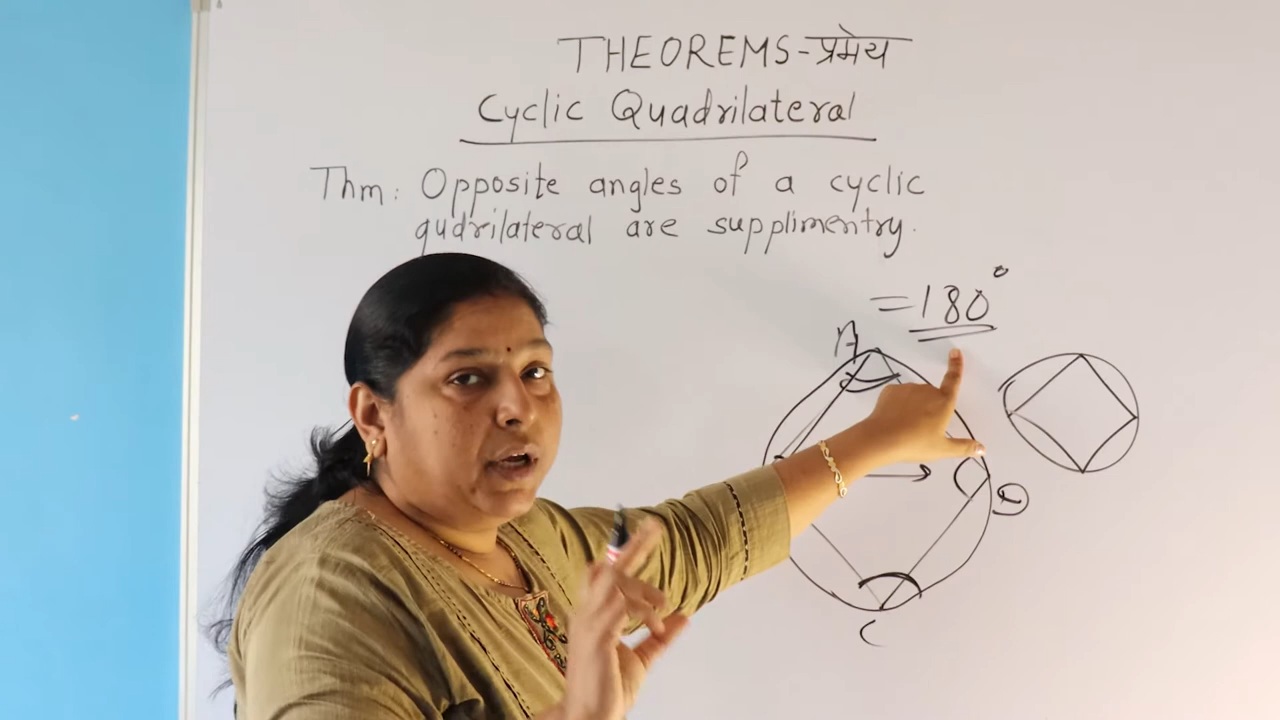 THEOREMS-प्रमेय
Cyclic Quadrilateral
Thm: Opposite angles of a cyclic
qudrilateral are supplimentry.
=180°
A
D
C